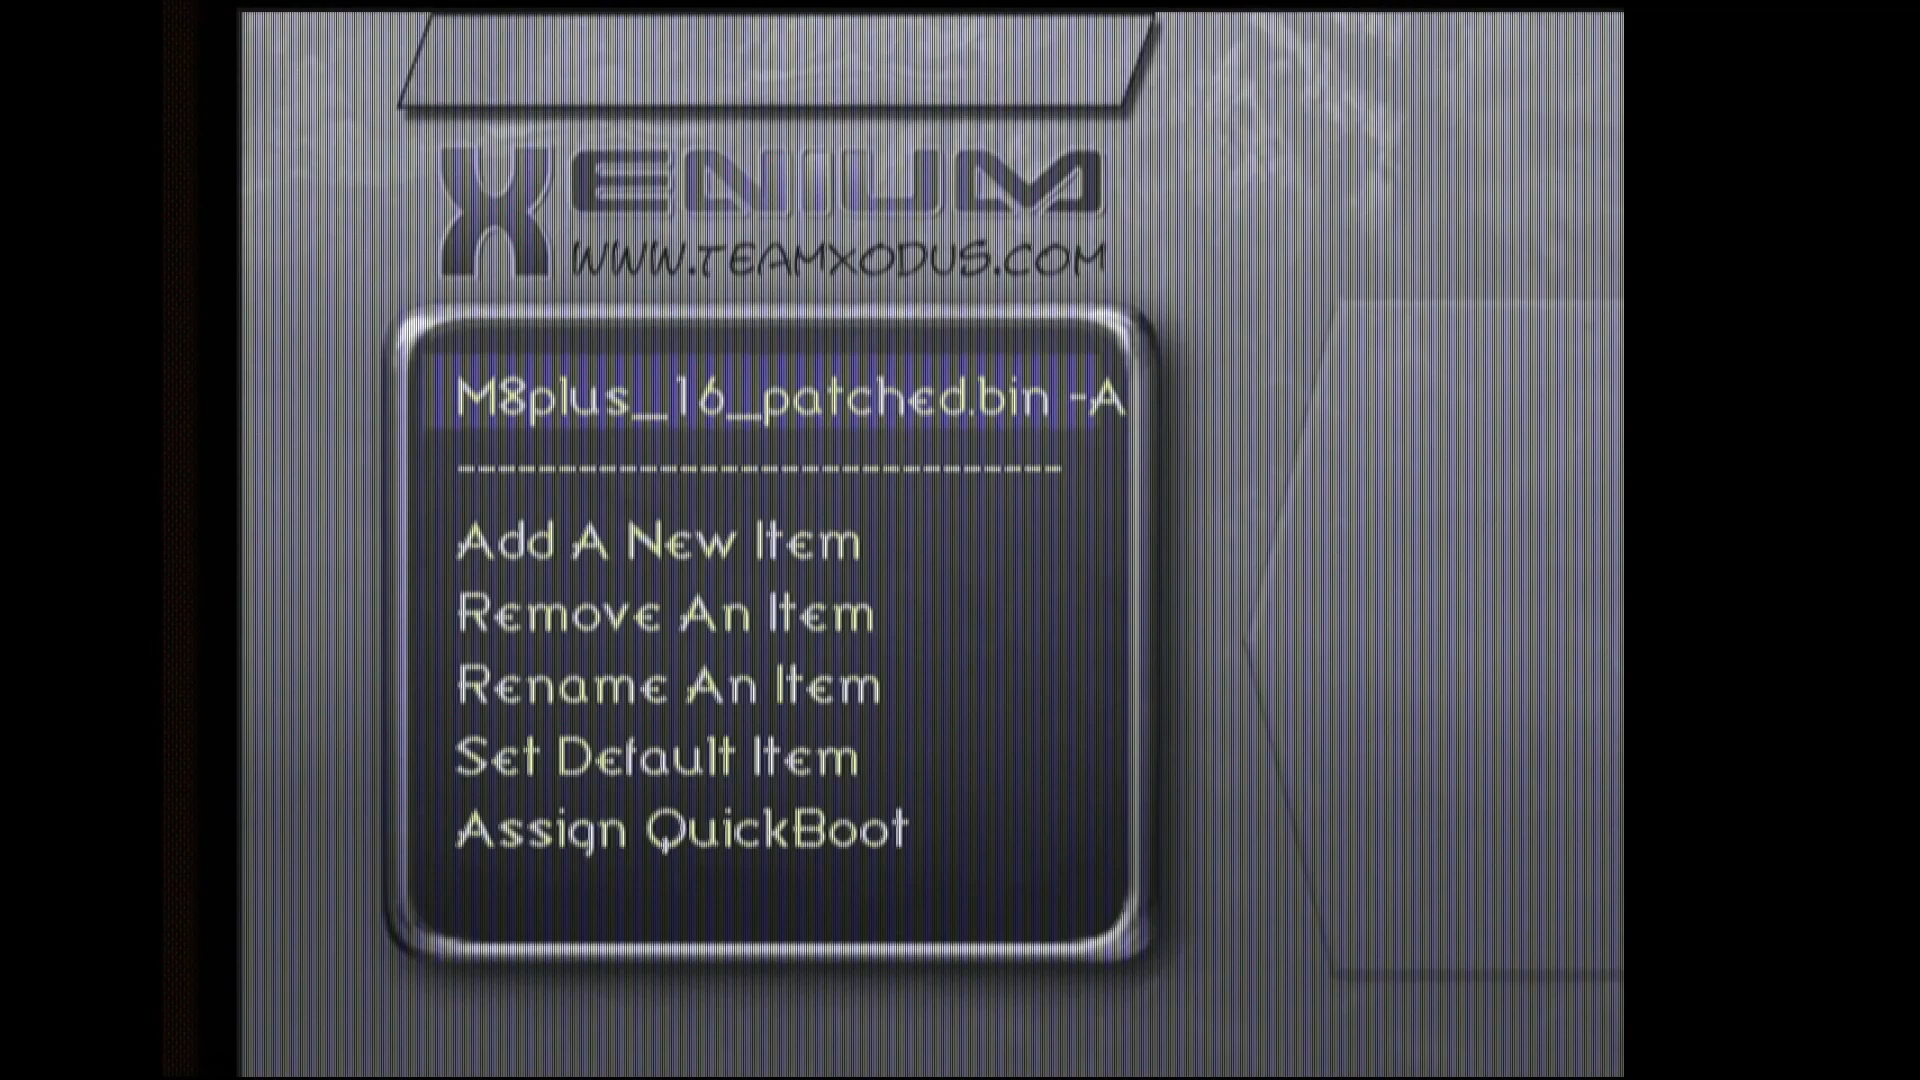 XENIUM
WWW.TEAMXODUS.COM
M8plus_16_patched.bin -A
------------------------------
Add A New Item
Remove An Item
Rename An Item
Set Default Item
Assign QuickBoot